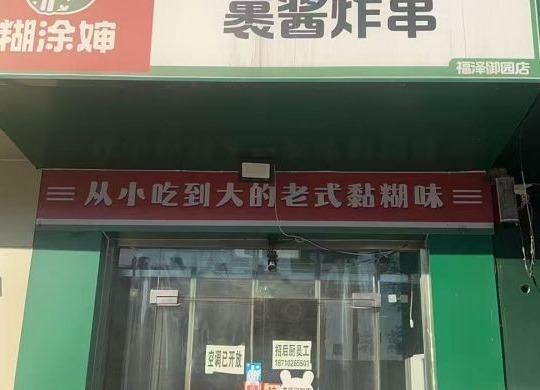 裹酱炸串
糊涂婶
福泽御园店
从小吃到大的老式黏糊味
空调已开放
招后厨员工
18710265501